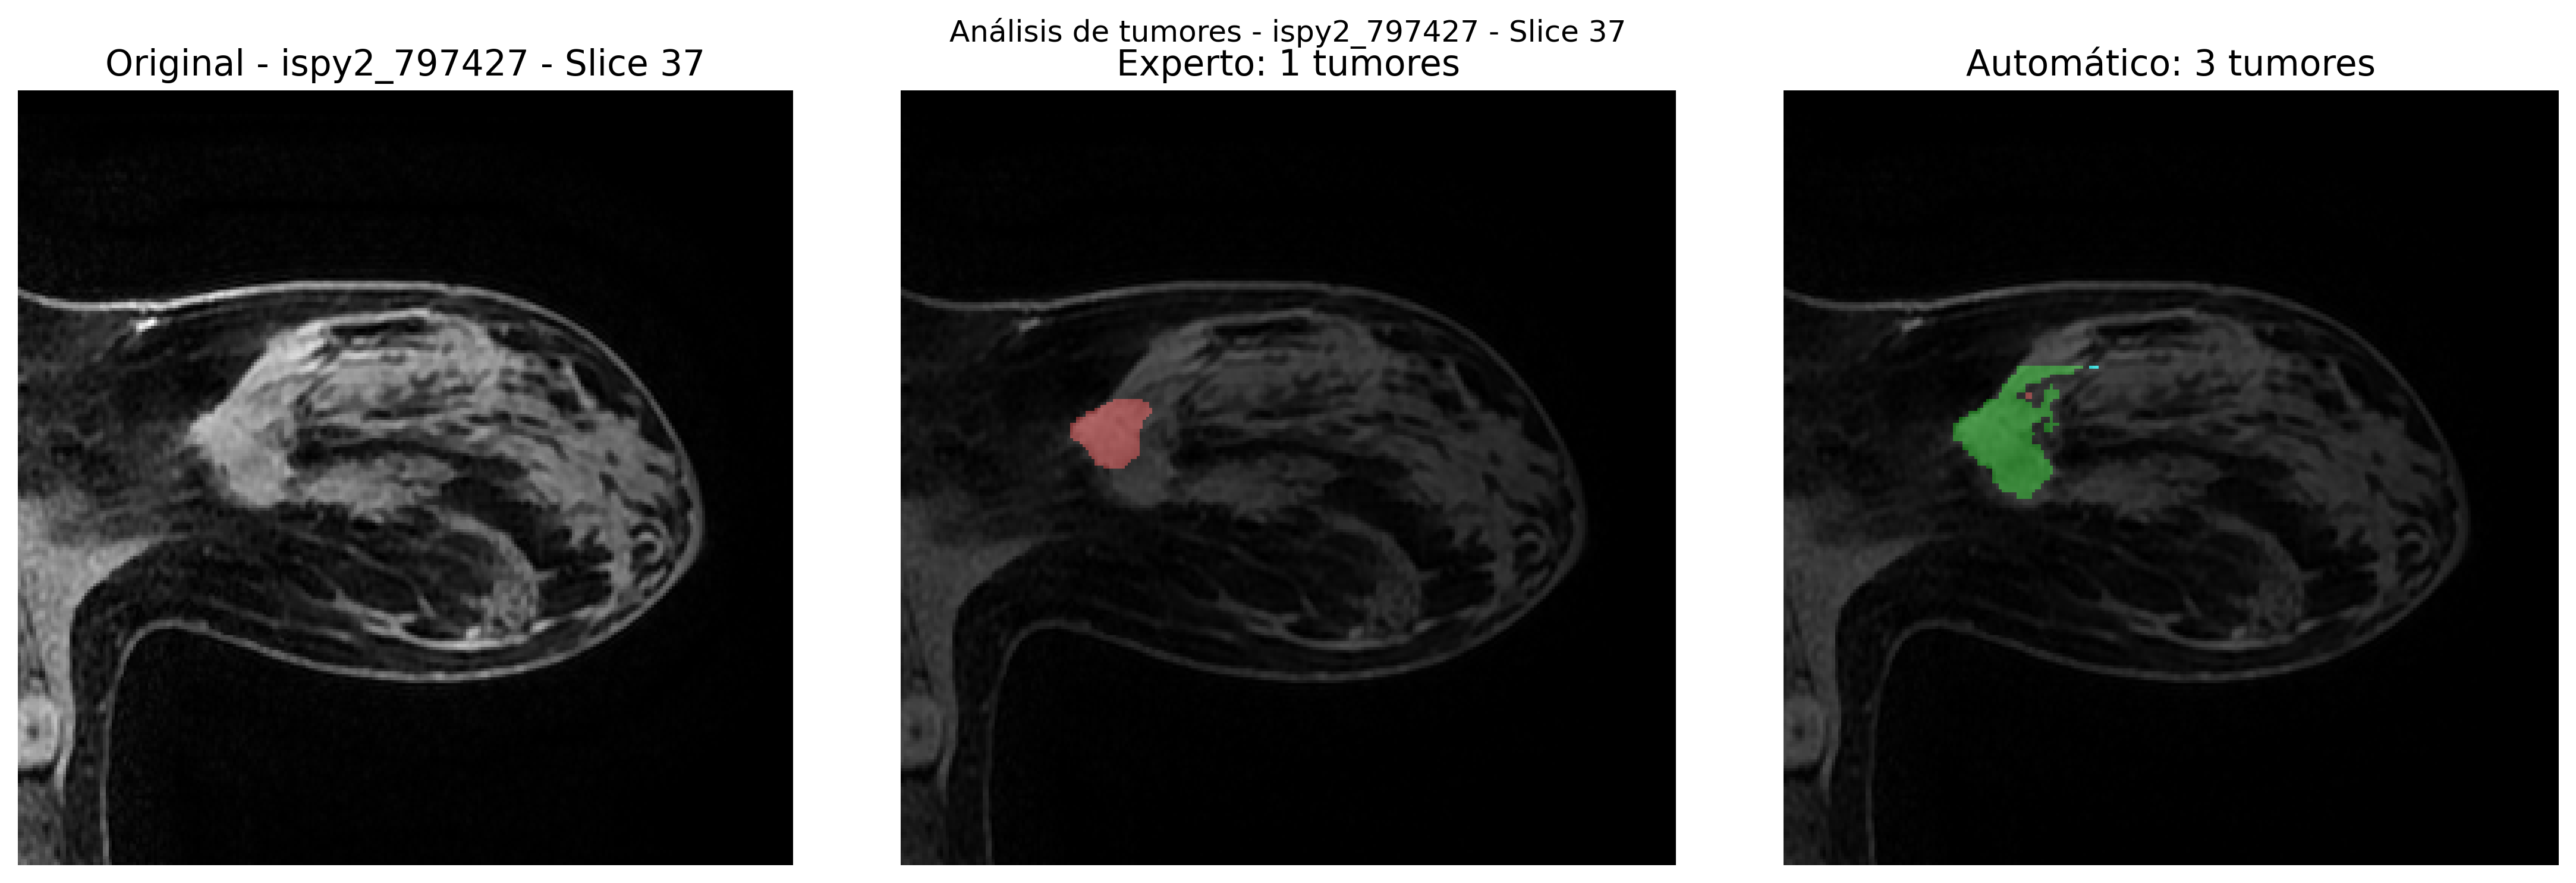 Análisis de tumores - ispy2_797427 - Slice 37
Original - ispy2_797427 - Slice 37
Experto: 1 tumores
Automático: 3 tumores